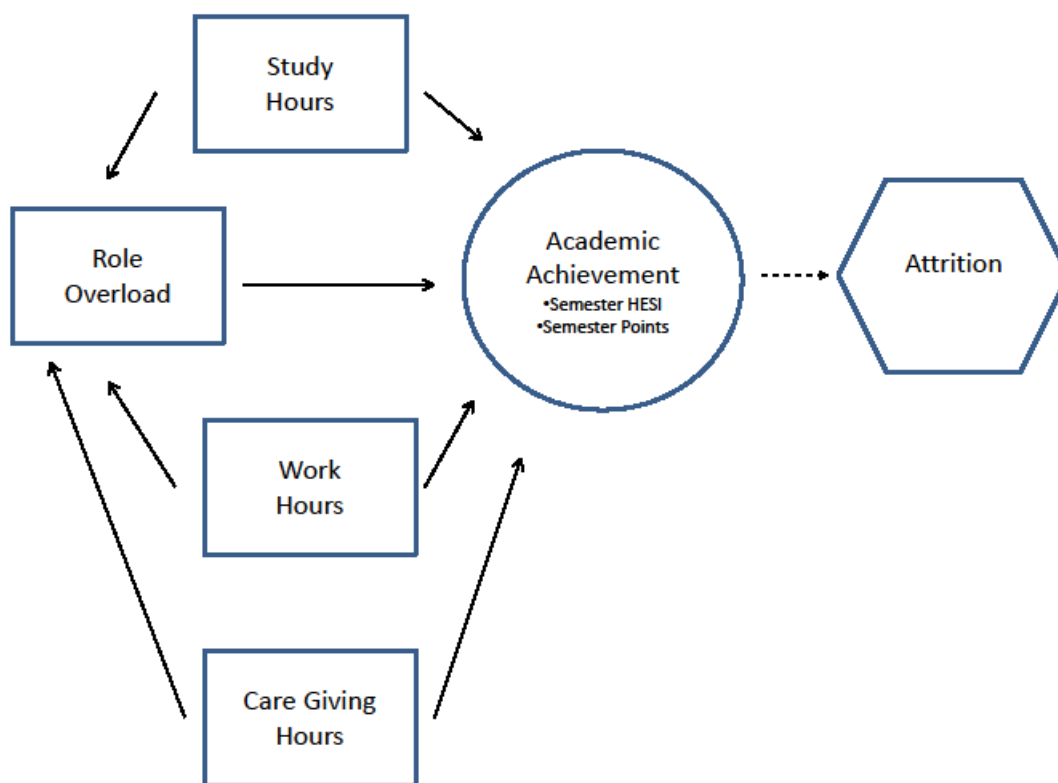 Study
Hours
Role
Overload
Academic
Achievement
•Semester HESI
•Semester Points
Attrition
Work
Hours
Care Giving
Hours